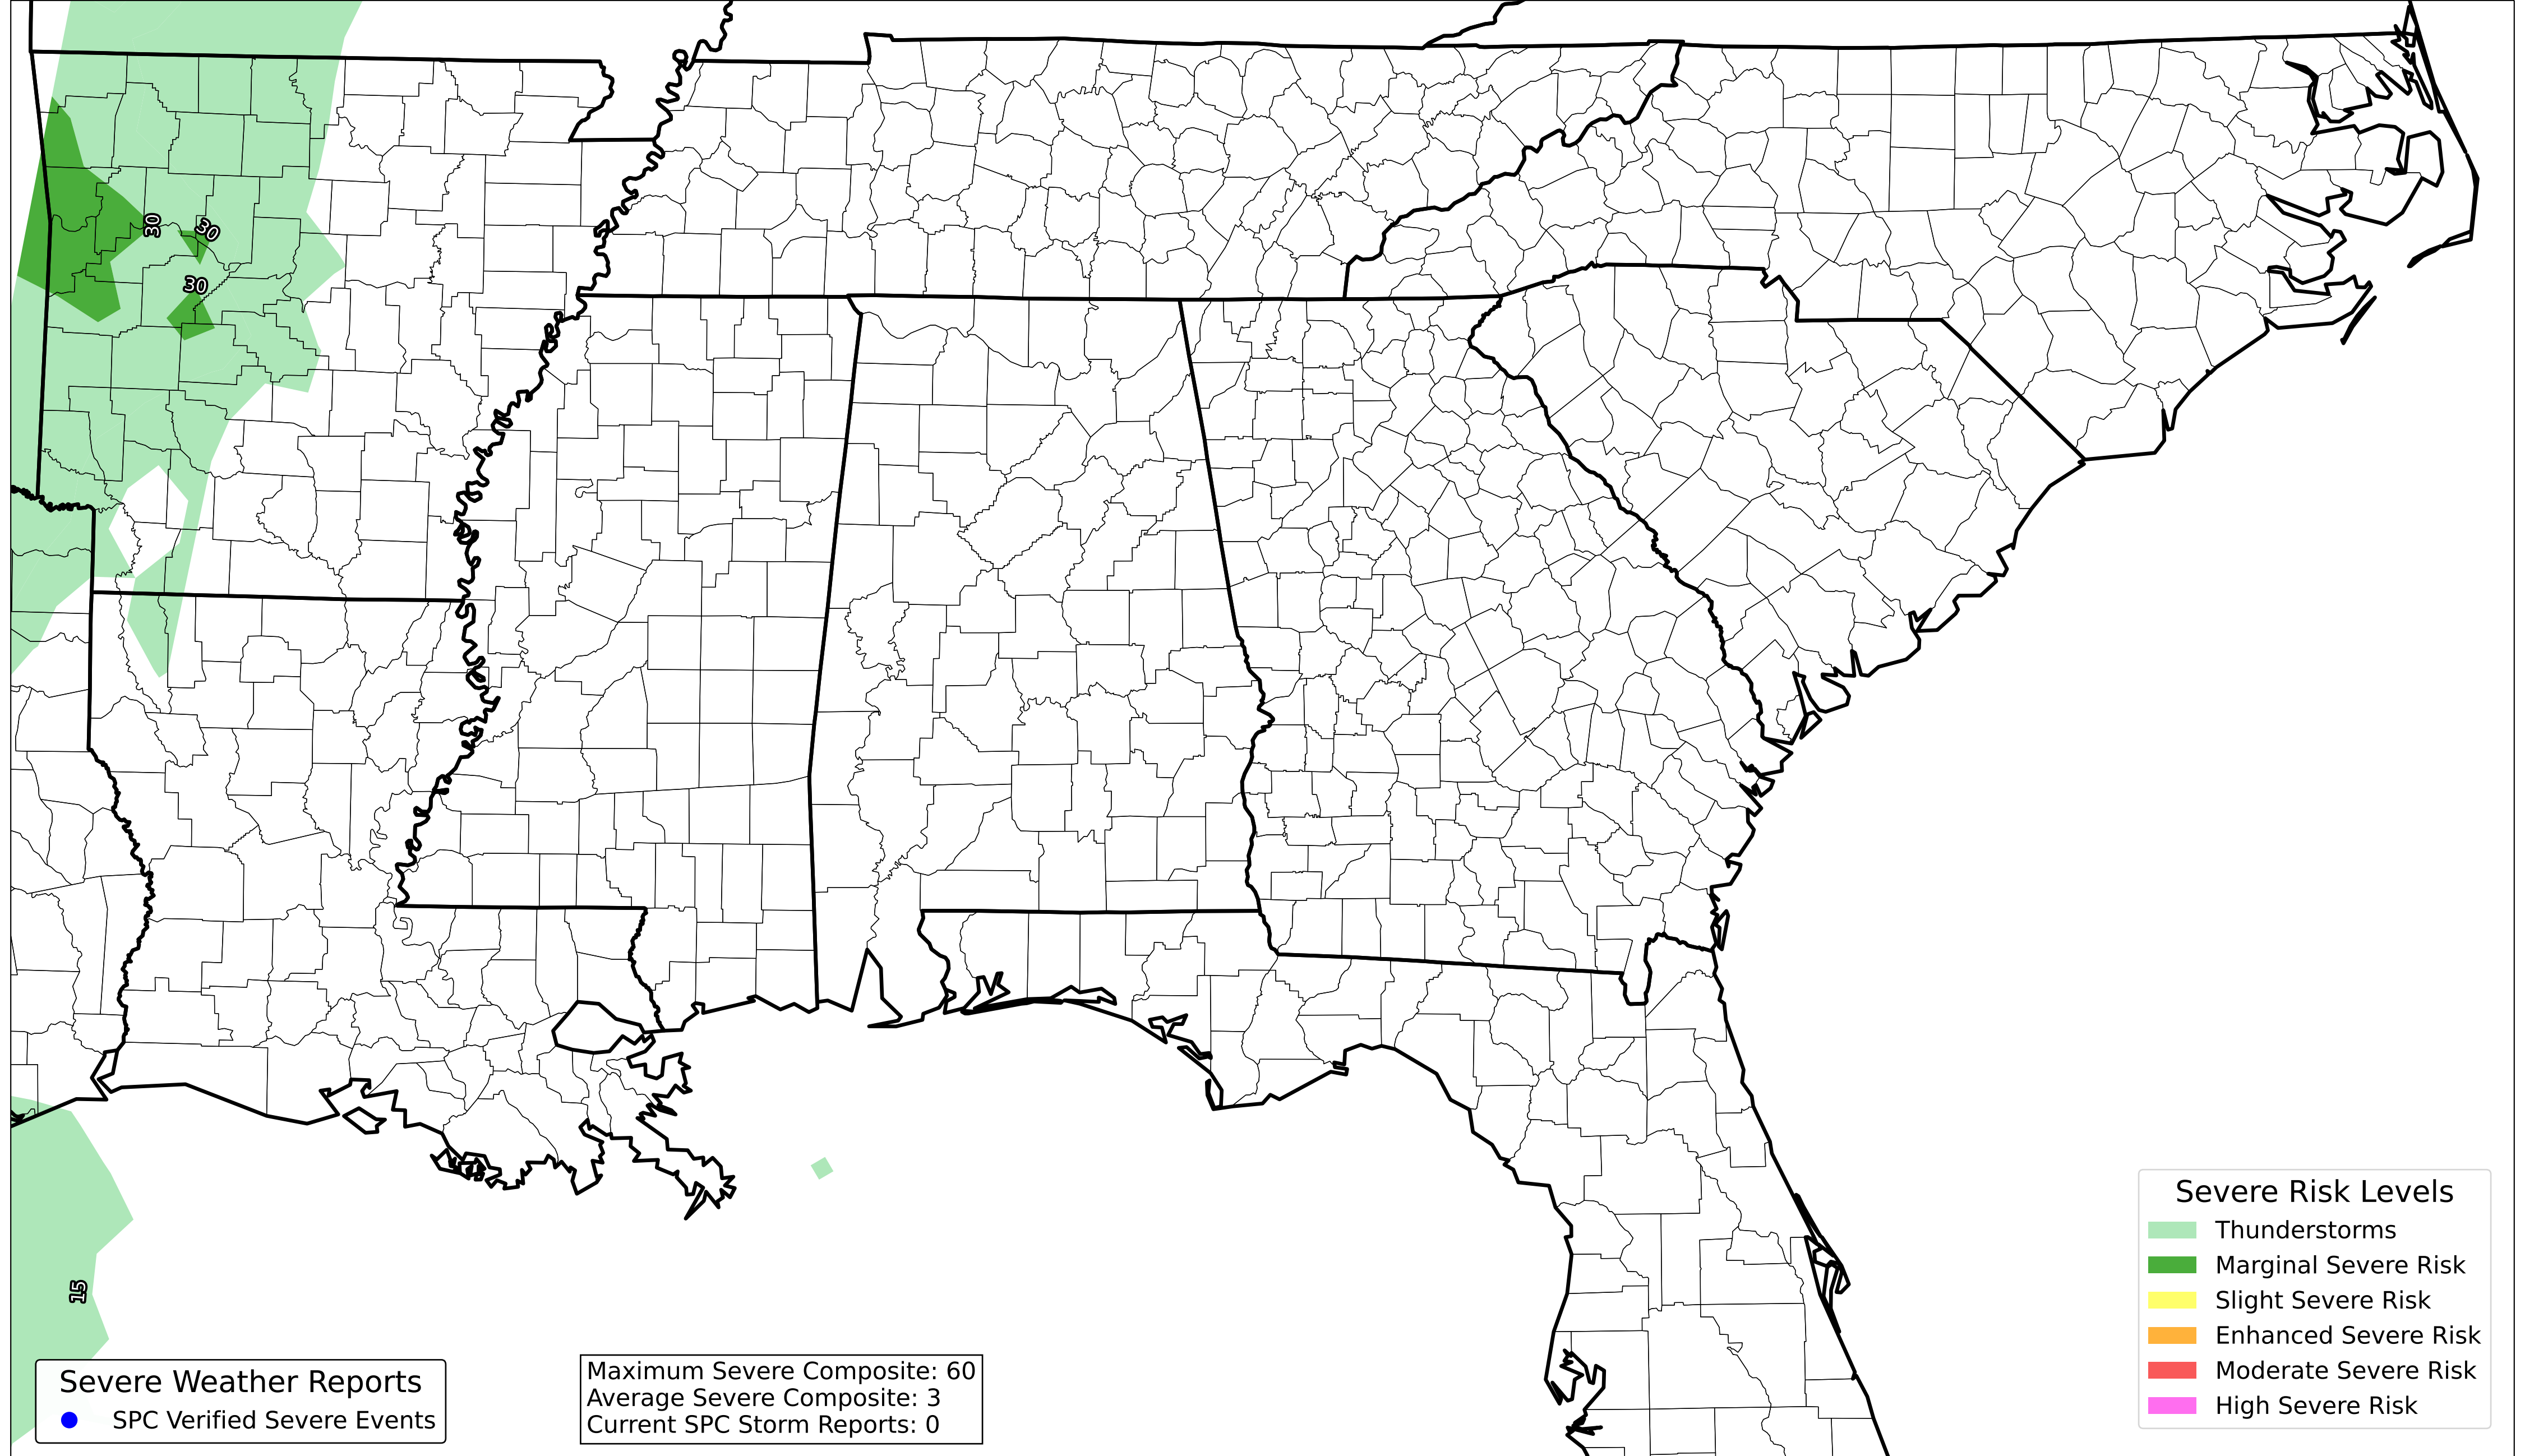 30
30
30
15
Severe Weather Reports
SPC Verified Severe Events
Maximum Severe Composite: 60
Average Severe Composite: 3
Current SPC Storm Reports: 0
Severe Risk Levels
Thunderstorms
Marginal Severe Risk
Slight Severe Risk
Enhanced Severe Risk
Moderate Severe Risk
High Severe Risk